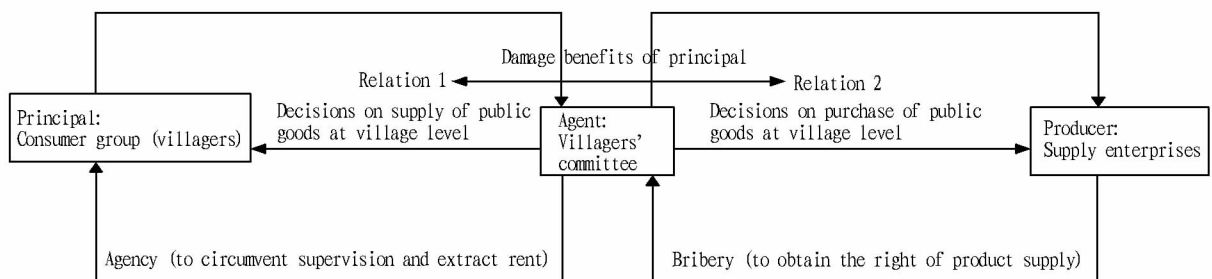 Damage benefits of principal
Relation 1
Relation 2
Principal:
Consumer group (villagers)
Decisions on supply of public
goods at village level
Agent:
Villagers’
committee
Decisions on purchase of public
goods at village level
Producer:
Supply enterprises
Agency (to circumvent supervision and extract rent)
Bribery (to obtain the right of product supply)